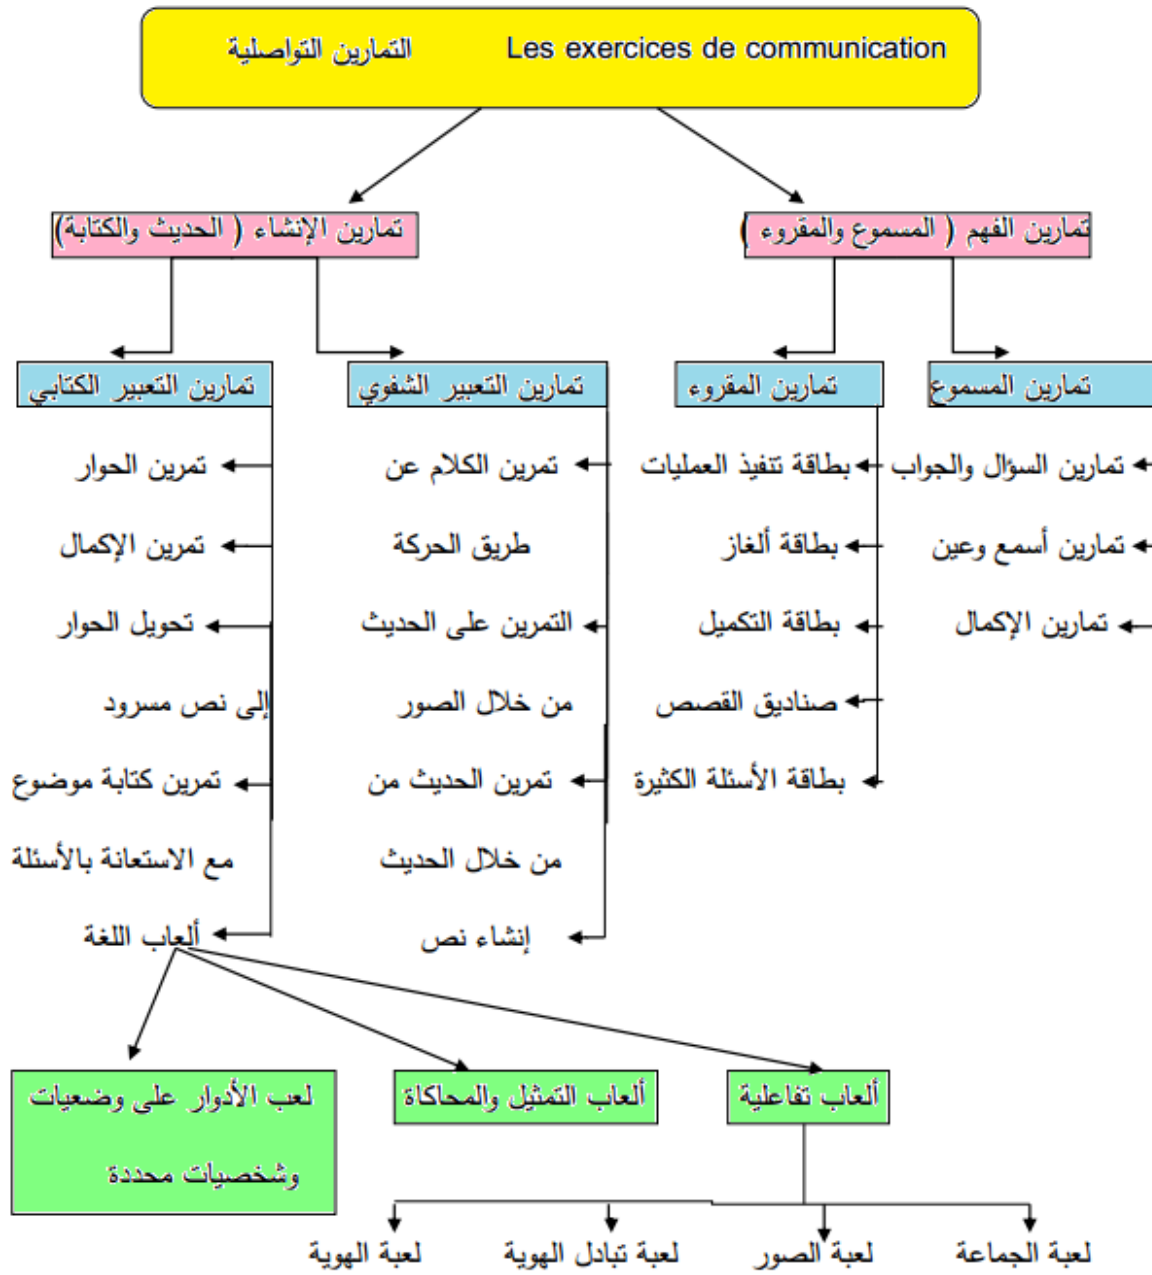 التمارين التواصلية Les exercices de communication
تمارين الفهم ( المسموع والمقروء )
تمارين الإنشاء ( الحديث والكتابة)
تمارين المسموع
تمارين السؤال والجواب
تمارين أسمع وعين
تمارين الإكمال
تمارين المقروء
بطاقة تنفيذ العمليات
بطاقة ألغاز
بطاقة التكميل
صناديق القصص
بطاقة الأسئلة الكثيرة
تمارين التعبير الشفوي
تمرين الكلام عن
طريق الحركة
التمرين على الحديث
من خلال الصور
تمرين الحديث من
من خلال الحديث
إنشاء نص
تمارين التعبير الكتابي
تمرين الحوار
تمرين الإكمال
تحويل الحوار
إلى نص مسرود
تمرين كتابة موضوع
مع الاستعانة بالأسئلة
ألعاب اللغة
ألعاب تفاعلية
ألعاب التمثيل والمحاكاة
لعب الأدوار على وضعيات
وشخصيات محددة
لعبة الجماعة
لعبة الصور
لعبة تبادل الهوية
لعبة الهوية